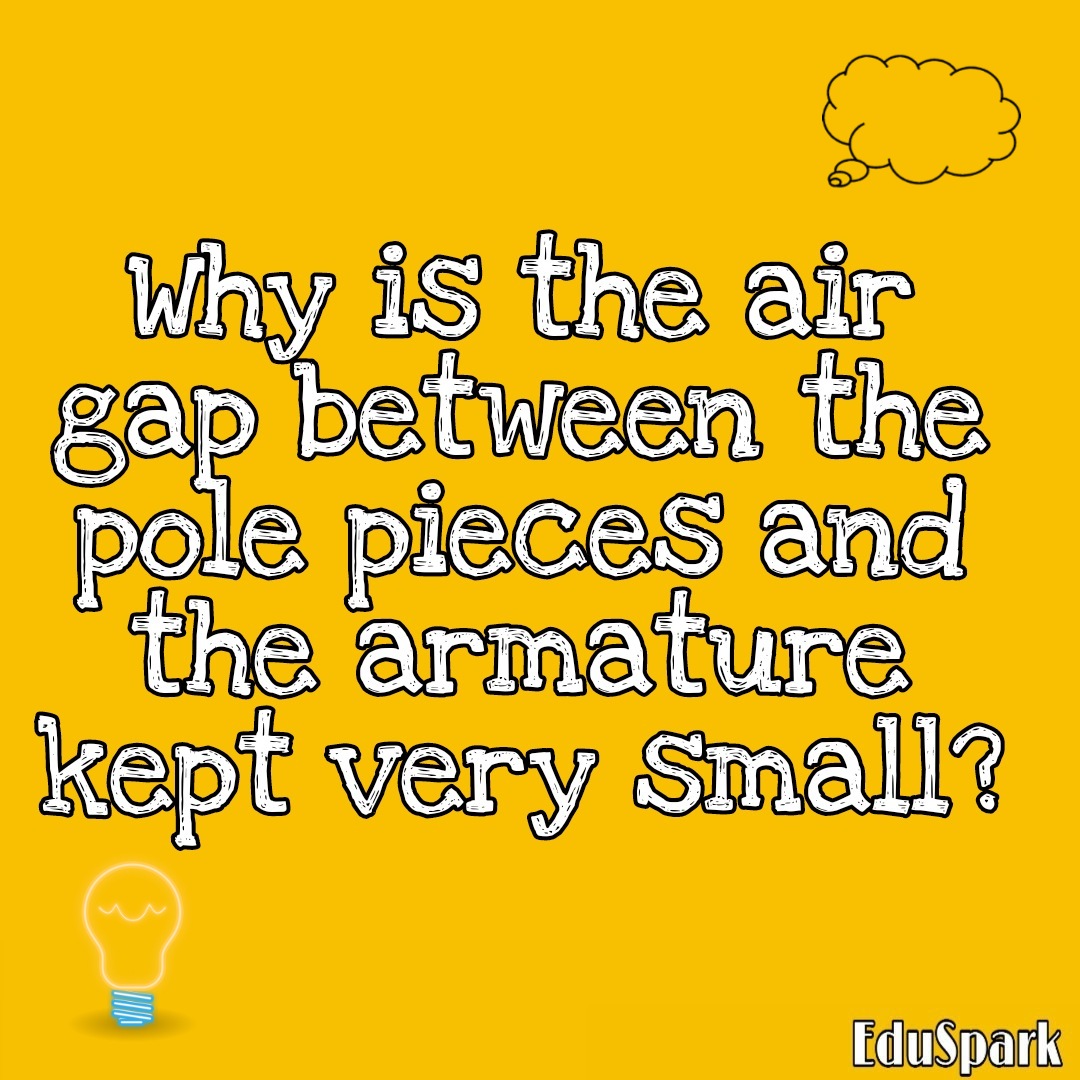 Why is the air
gap between the
pole pieces and
the armature
kept very small?
EduSpark